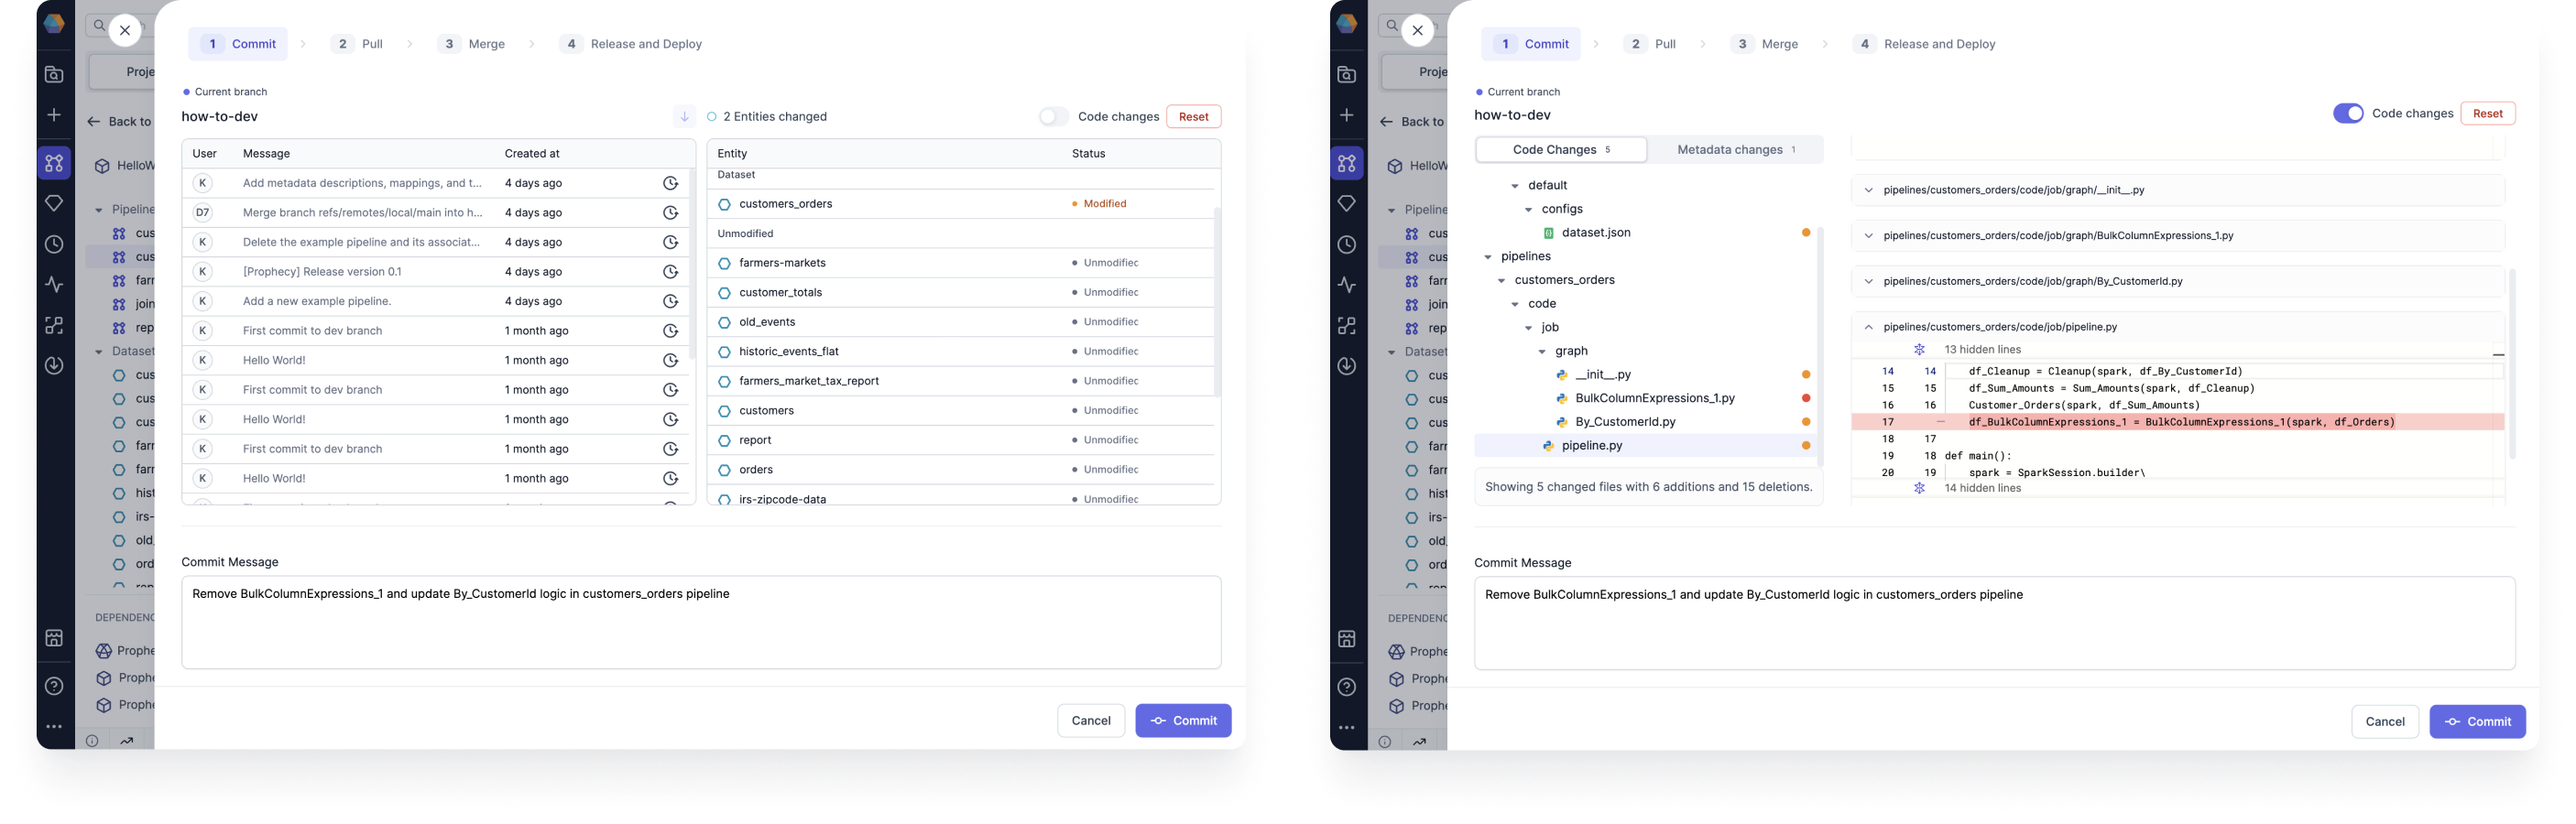 1 Commit 2 Pull 3 Merge 4 Release and Deploy
Proje
Current branch
how-to-dev
2 Entities changed Code changes Reset
Back to
User Message Created at
Entity Status
HelloW
Dataset
K Add metadata descriptions, mappings, and t... 4 days ago
customers_orders Modified
D7 Merge branch refs/remotes/local/main into h... 4 days ago
Pipeline
Unmodified
cus
K Delete the example pipeline and its associat... 4 days ago
cus
farmers-markets Unmodified
K [Prophecy] Release version 0.1 4 days ago
farr
customer_totals Unmodified
K Add a new example pipeline. 4 days ago
join
old_events Unmodified
rep
K First commit to dev branch 1 month ago
Dataset
historic_events_flat Unmodified
K Hello World! 1 month ago
cus
farmers_market_tax_report Unmodified
K First commit to dev branch 1 month ago
cus
customers Unmodified
K Hello World! 1 month ago
cus
report Unmodified
farr
K First commit to dev branch 1 month ago
farr
orders Unmodified
K Hello World! 1 month ago
hist
irs-zipcode-data Unmodified
irs-
old_
ord
Commit Message
Remove BulkColumnExpressions_1 and update By_CustomerId logic in customers_orders pipeline
DEPENDENC
Prophe
Prophe
Prophe
Cancel Commit
1 Commit 2 Pull 3 Merge 4 Release and Deploy
Proje
Current branch
how-to-dev
Code changes Reset
Back to
Code Changes 5 Metadata changes 1
HelloW
default
configs
dataset.json
pipelines
customers_orders
code
job
graph
__init__.py
BulkColumnExpressions_1.py
By_CustomerId.py
pipeline.py
Showing 5 changed files with 6 additions and 15 deletions.
pipelines/customers_orders/code/job/graph/__init__.py
pipelines/customers_orders/code/job/graph/BulkColumnExpressions_1.py
pipelines/customers_orders/code/job/graph/By_CustomerId.py
pipelines/customers_orders/code/job/pipeline.py
13 hidden lines
14 14 df_Cleanup = Cleanup(spark, df_By_CustomerId)
15 15 df_Sum_Amounts = Sum_Amounts(spark, df_Cleanup)
16 16 Customer_Orders(spark, df_Sum_Amounts)
17 — df_BulkColumnExpressions_1 = BulkColumnExpressions_1(spark, df_Orders)
18 17
19 18 def main():
20 19 spark = SparkSession.builder\
14 hidden lines
Pipeline
cus
cus
farr
join
rep
Dataset
cus
cus
cus
farr
farr
hist
irs-
old_
ord
Commit Message
Remove BulkColumnExpressions_1 and update By_CustomerId logic in customers_orders pipeline
DEPENDENC
Prophe
Prophe
Prophe
Cancel Commit